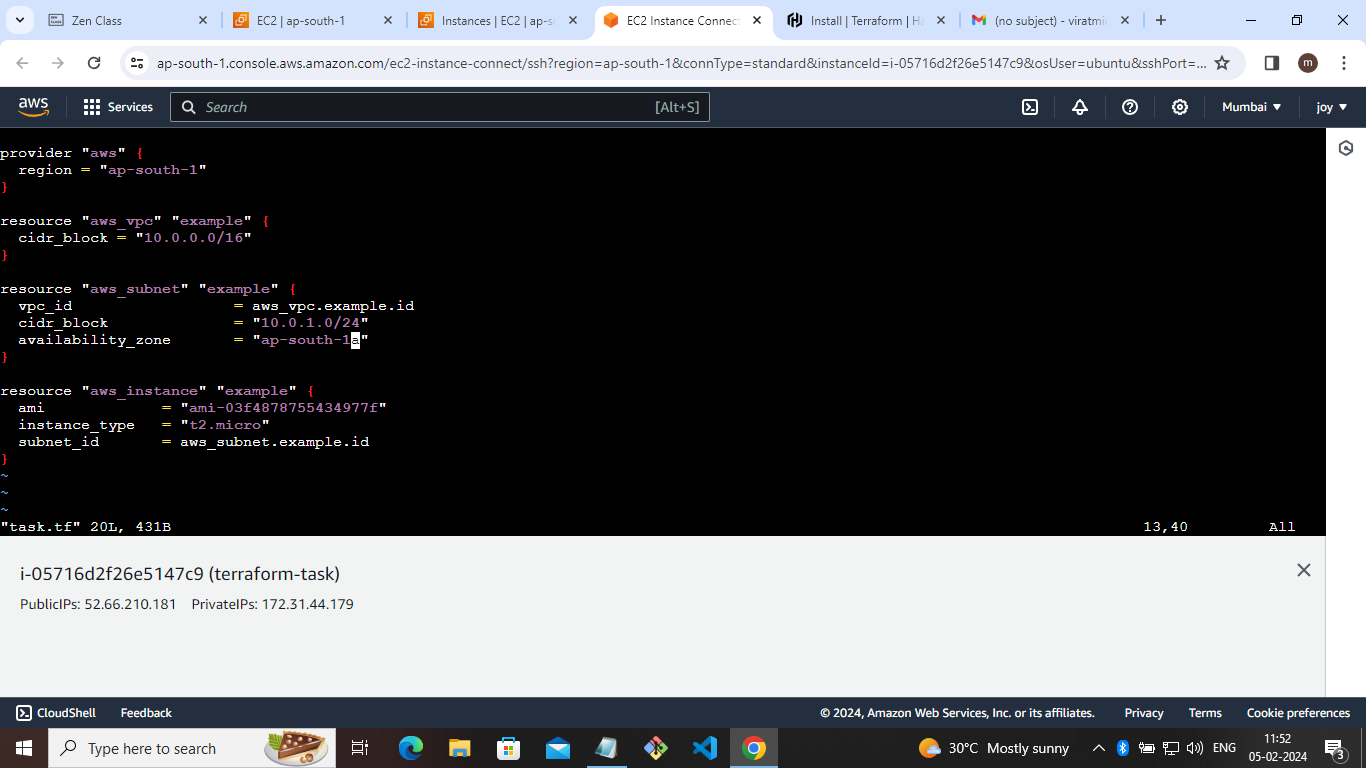 Zen Class
EC2 | ap-south-1
Instances | EC2 | ap-sc
EC2 Instance Connect
Install | Terraform | Ha
(no subject) - viratmi
ap-south-1.console.aws.amazon.com/ec2-instance-connect/ssh?region=ap-south-1&connType=standard&instanceId=i-05716d2f26e5147c9&osUser=ubuntu&sshPort=...
m
aws
Services
Search
[Alt+S]
Mumbai
joy
provider "aws" {
region = "ap-south-1"
}
resource "aws_vpc" "example" {
cidr_block = "10.0.0.0/16"
}
resource "aws_subnet" "example" {
vpc_id = aws_vpc.example.id
cidr_block = "10.0.1.0/24"
availability_zone = "ap-south-1a"
}
resource "aws_instance" "example" {
ami = "ami-03f4878755434977f"
instance_type = "t2.micro"
subnet_id = aws_subnet.example.id
}
~
~
~
"task.tf" 20L, 431B 13,40 All
i-05716d2f26e5147c9 (terraform-task)
PublicIPs: 52.66.210.181 PrivateIPs: 172.31.44.179
CloudShell Feedback © 2024, Amazon Web Services, Inc. or its affiliates. Privacy Terms Cookie preferences
Type here to search
30°C Mostly sunny
ENG
11:52
05-02-2024
3